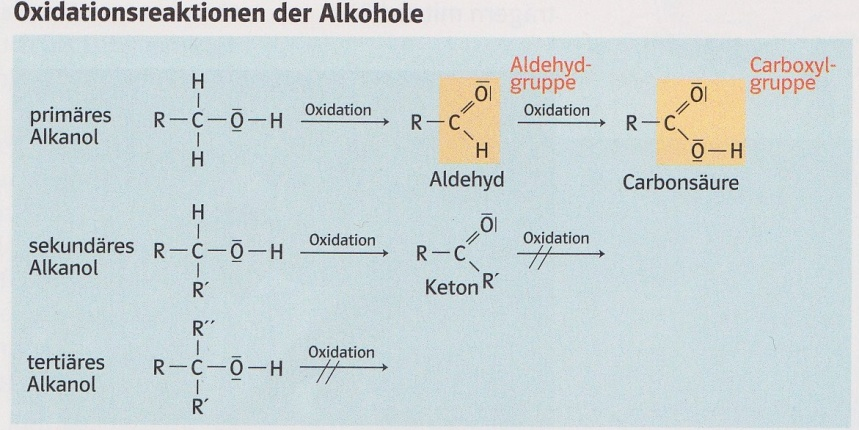 Oxidationsreaktionen der Alkohole
Aldehyd-
gruppe
Carboxyl-
gruppe
primäres
Alkanol
H
R–C–O̲̅–H
H
Oxidation
R–C
O̅|
H
Aldehyd
Oxidation
R–C
O̅|
O̲̅–H
Carbonsäure
sekundäres
Alkanol
H
R–C–O̲̅–H
R´
Oxidation
R–C
O̅|
R´
Keton
Oxidation
tertiäres
Alkanol
R´´
R–C–O̲̅–H
R´
Oxidation